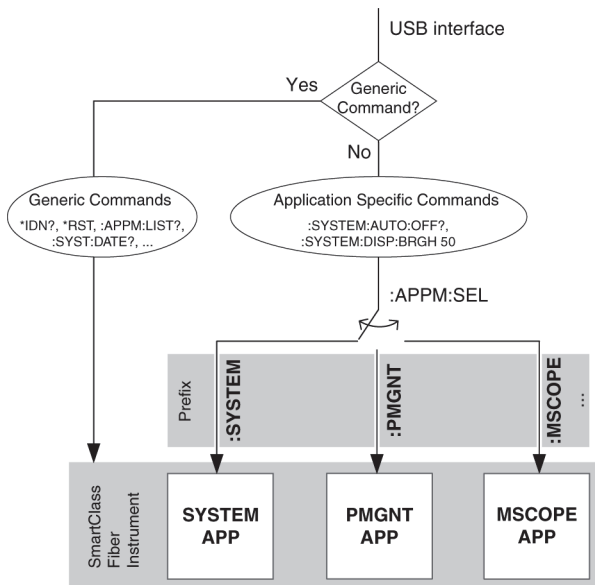 USB interface
Yes
Generic
Command?
No
Generic Commands
*IDN?, *RST, :APPM:LIST?,
:SYST:DATE?, ...
Application Specific Commands
:SYSTEM:AUTO:OFF?,
:SYSTEM:DISP:BRGH 50
:APPM:SEL
Prefix
:SYSTEM
:PMGNT
:MSCOPE
...
SmartClass
Fiber
Instrument
SYSTEM
APP
PMGNT
APP
MSCOPE
APP